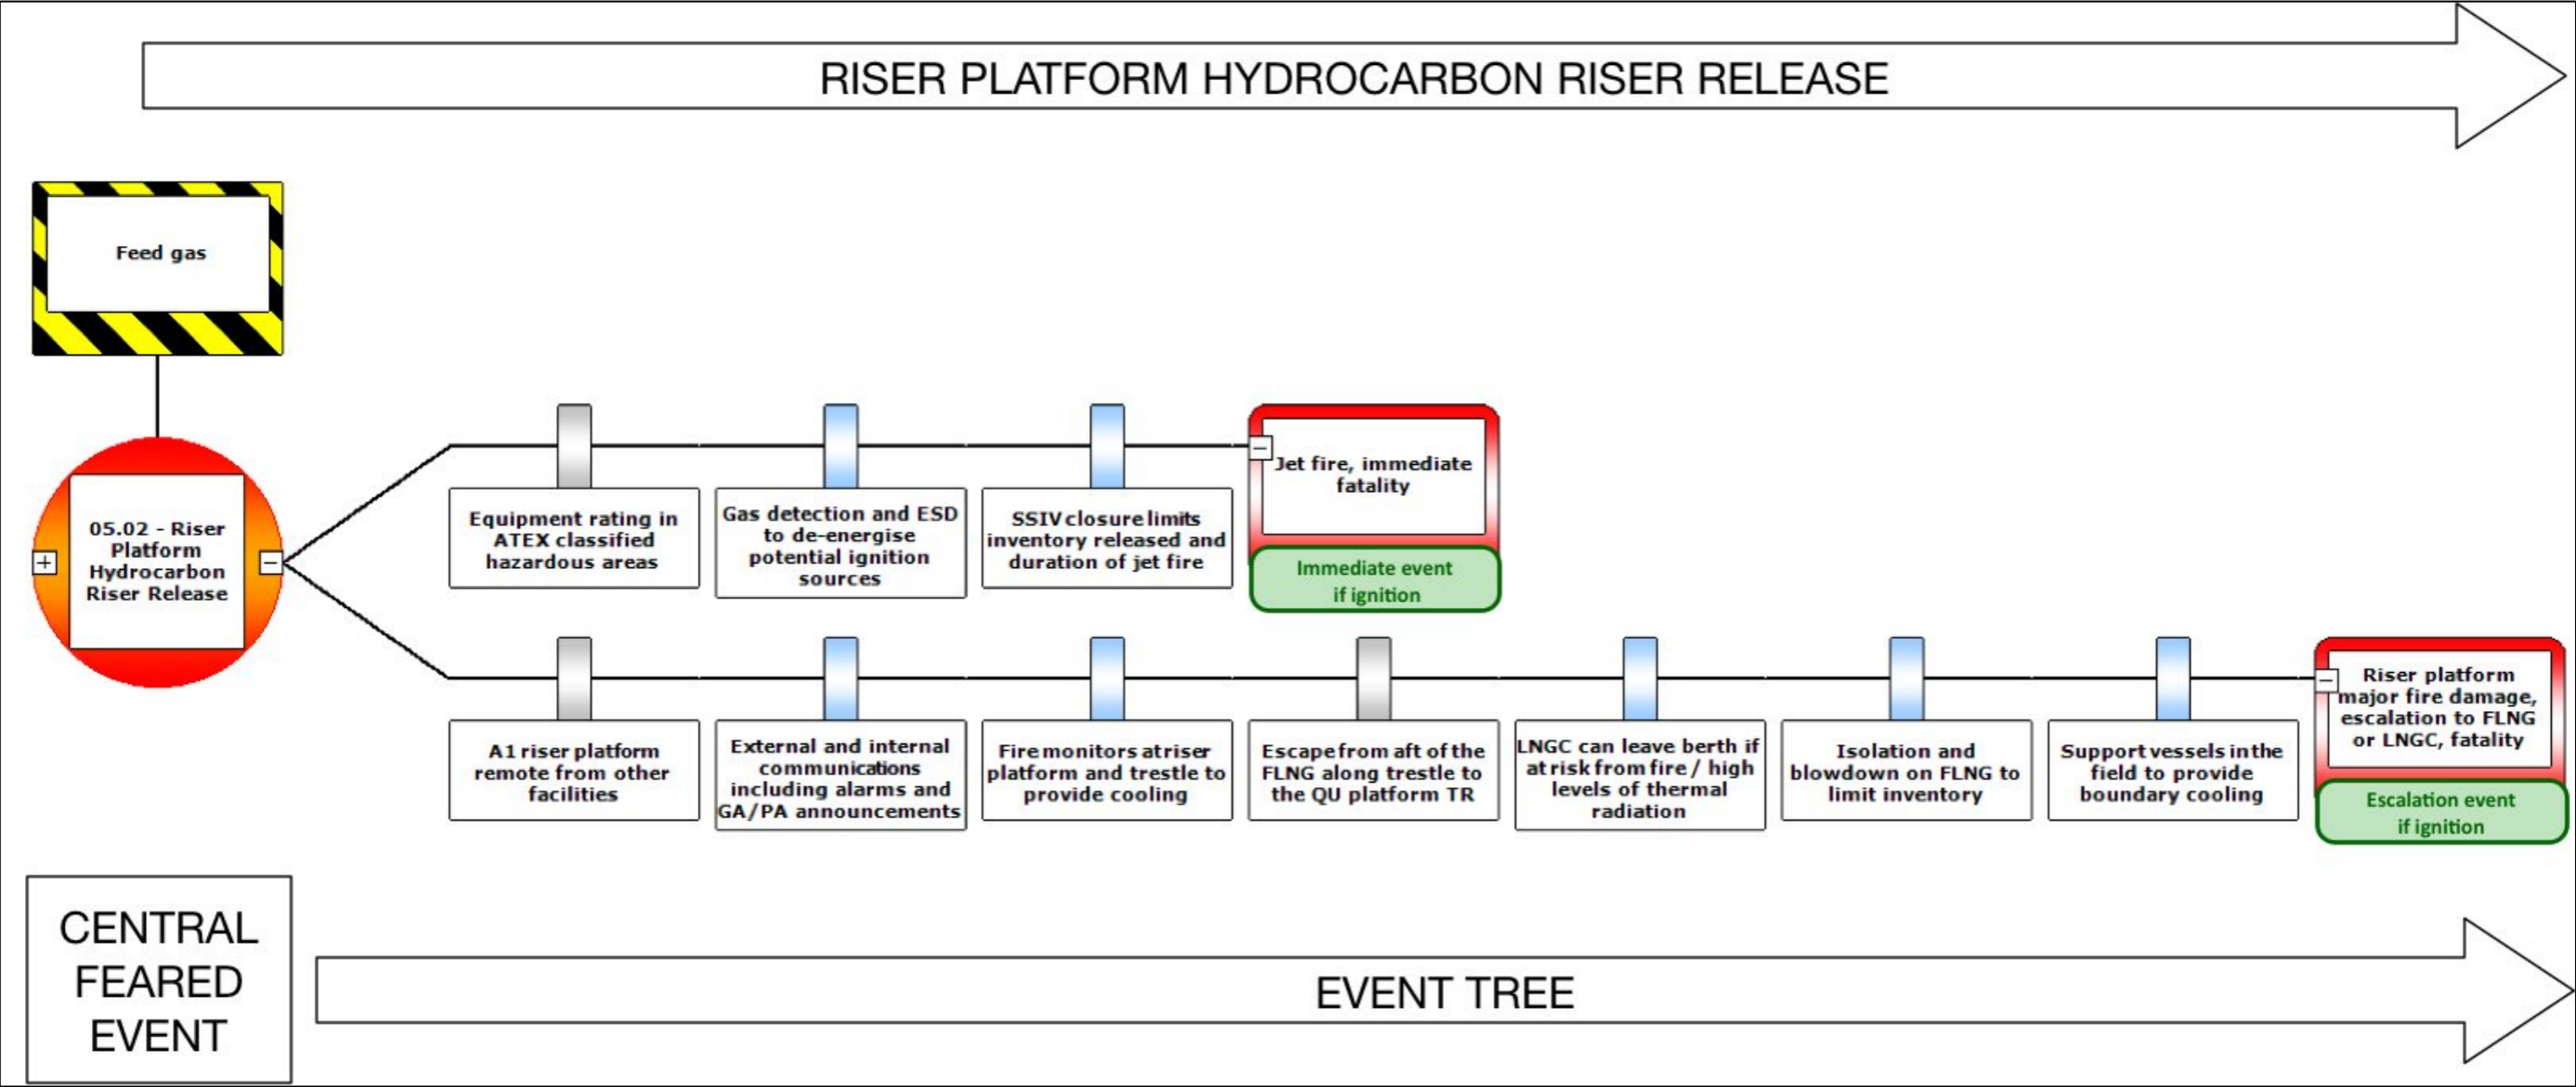 RISER PLATFORM HYDROCARBON RISER RELEASE
Feed gas
05.02 - Riser
Platform
Hydrocarbon
Riser Release
Equipment rating in
ATEX classified
hazardous areas
Gas detection and ESD
to de-energise
potential ignition
sources
SSIV closure limits
inventory released and
duration of jet fire
Jet fire, immediate
fatality
Immediate event
if ignition
A1 riser platform
remote from other
facilities
External and internal
communications
including alarms and
GA/PA announcements
Fire monitors at riser
platform and trestle to
provide cooling
Escape from aft of the
FLNG along trestle to
the QU platform TR
LNGC can leave berth if
at risk from fire / high
levels of thermal
radiation
Isolation and
blowdown on FLNG to
limit inventory
Support vessels in the
field to provide
boundary cooling
Riser platform
major fire damage,
escalation to FLNG
or LNGC, fatality
Escalation event
if ignition
CENTRAL
FEARED
EVENT
EVENT TREE